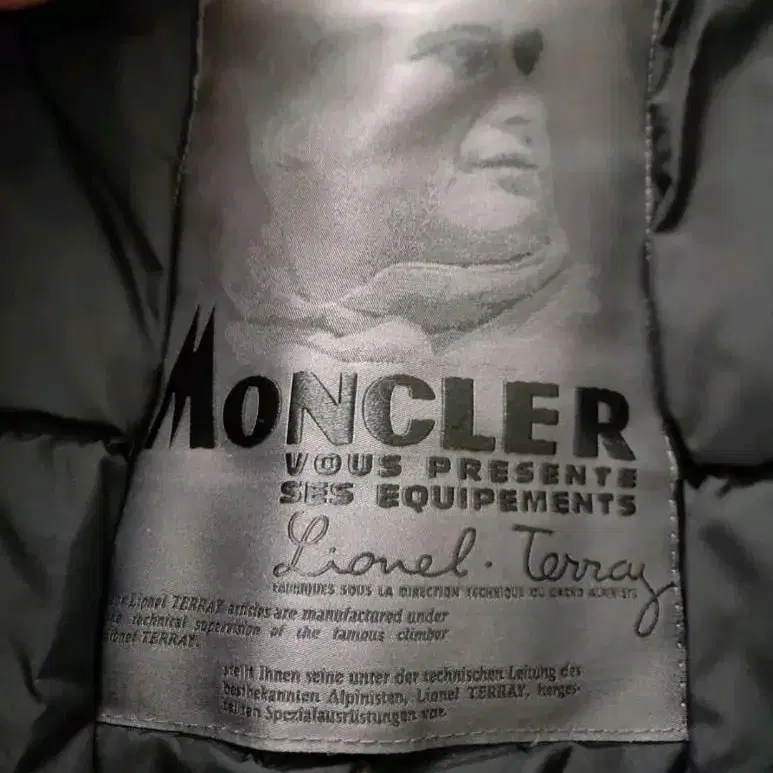 MONCLER
VOUS PRESENTE
SES EQUIPEMENTS
Lionel. Terray
FABRIQUES SOUS LA DIRECTION TECHNIQUE DU GRAND ALPINISTE
Lionel TERRAY articles are manufactured under
technical supervision of the famous climber
Lionel TERRAY.
stellt Ihnen seine unter der technischen Leitung des
bestbekannten Alpinisten, Lionel TERRAY, herges-
tellten Spezialausrüstungen vor.